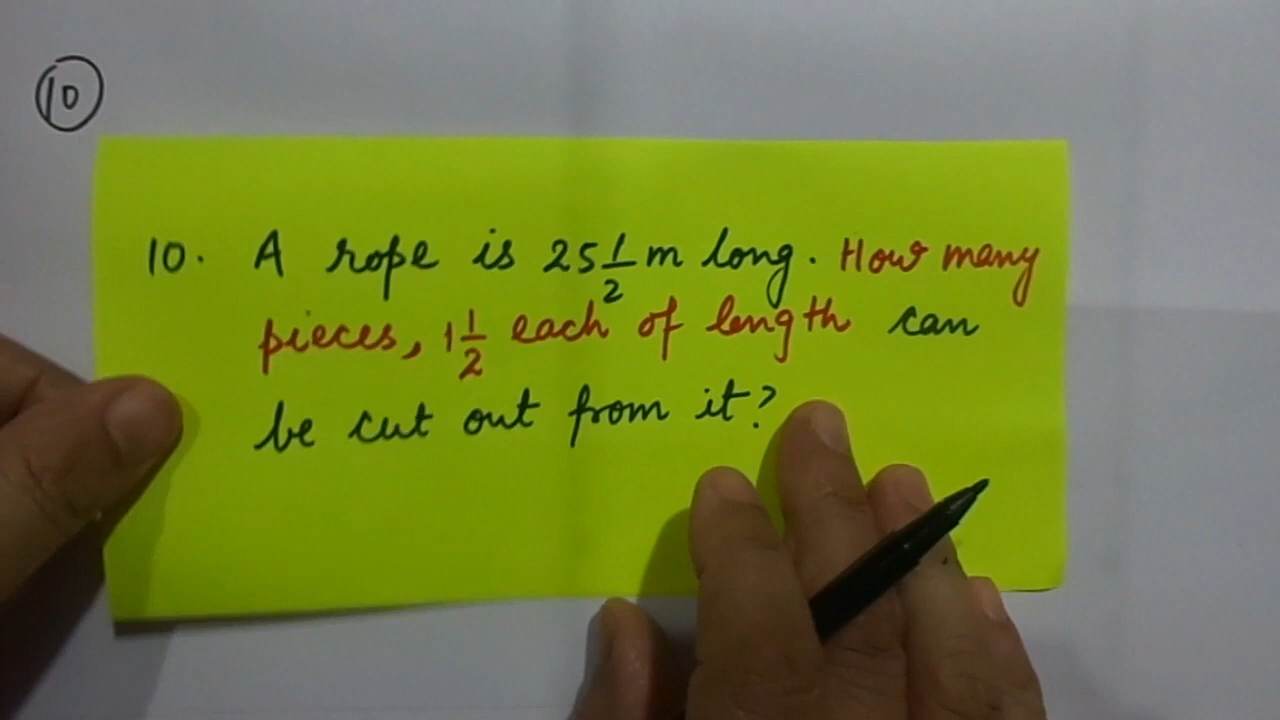 10
10. A rope is 25 1/2 m long. How many
pieces, 1 1/2 each of length can
be cut out from it?